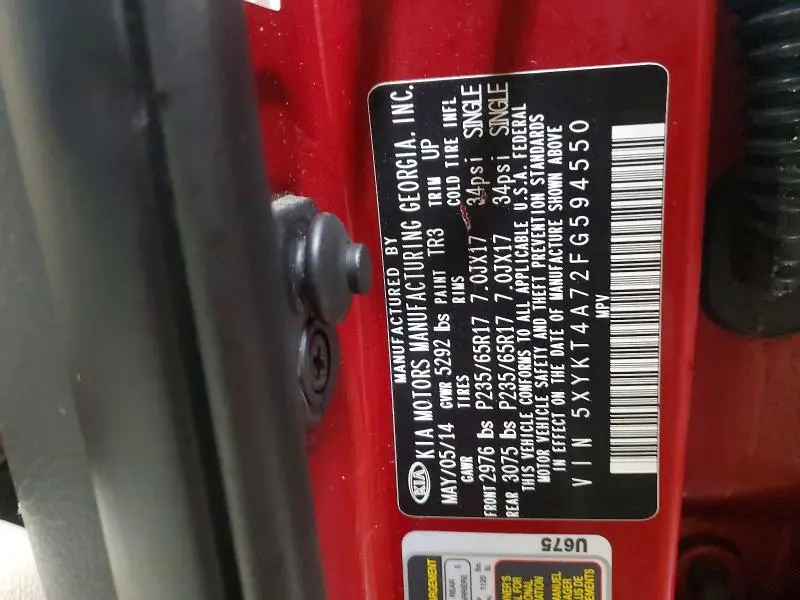 MANUFACTURED BY
KIA KIA MOTORS MANUFACTURING GEORGIA, INC.
MAY/05/14 GVWR 5292 lbs PAINT TR3 TRIM UP
GAWR TIRES RIMS COLD TIRE INFL
FRONT 2976 lbs P235/65R17 7.0JX17 34psi SINGLE
REAR 3075 lbs P235/65R17 7.0JX17 34psi SINGLE
THIS VEHICLE CONFORMS TO ALL APPLICABLE U.S.A. FEDERAL
MOTOR VEHICLE SAFETY AND THEFT PREVENTION STANDARDS
IN EFFECT ON THE DATE OF MANUFACTURE SHOWN ABOVE
VIN 5XYKT4A72FG594550
MPV
U675
REAR